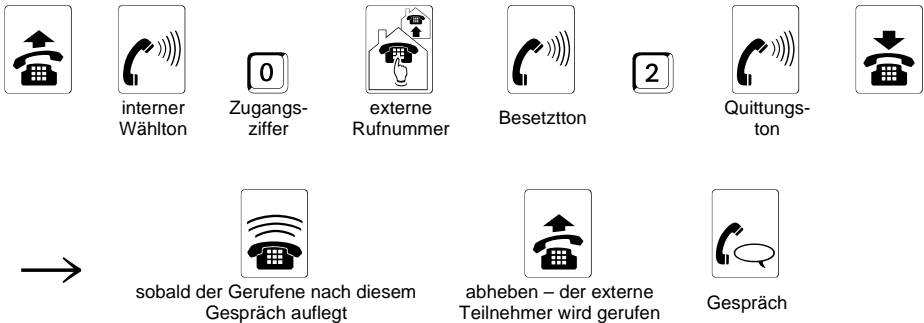 0
2
interner
Wählton
Zugangs-
ziffer
externe
Rufnummer
Besetztton
Quittungs-
ton
sobald der Gerufene nach diesem
Gespräch auflegt
abheben – der externe
Teilnehmer wird gerufen
Gespräch